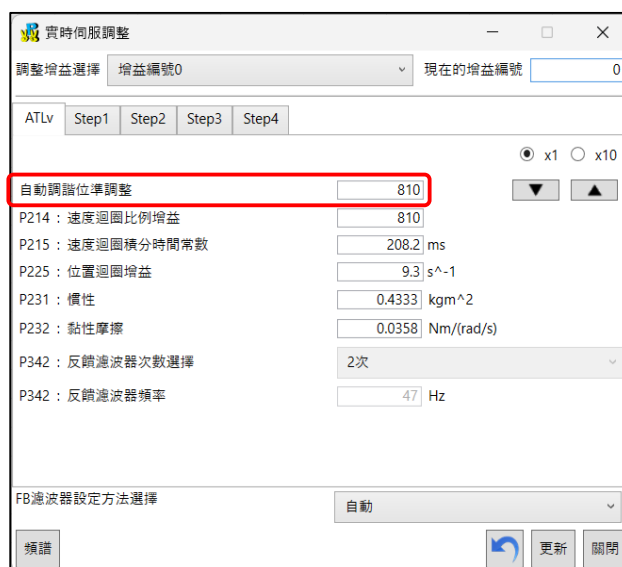 實時伺服調整
調整增益選擇 增益編號0 現在的增益編號 0
ATLv Step1 Step2 Step3 Step4
x1 x10
自動調諧位準調整 810
P214：速度迴圈比例增益 810
P215：速度迴圈積分時間常數 208.2 ms
P225：位置迴圈增益 9.3 s^-1
P231：慣性 0.4333 kgm^2
P232：黏性摩擦 0.0358 Nm/(rad/s)
P342：反饋濾波器次數選擇 2次
P342：反饋濾波器頻率 47 Hz
FB濾波器設定方法選擇 自動
頻譜 更新 關閉